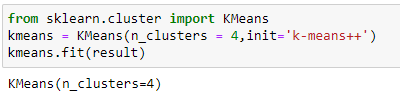 from sklearn.cluster import KMeans
kmeans = KMeans(n_clusters = 4,init='k-means++')
kmeans.fit(result)
KMeans(n_clusters=4)